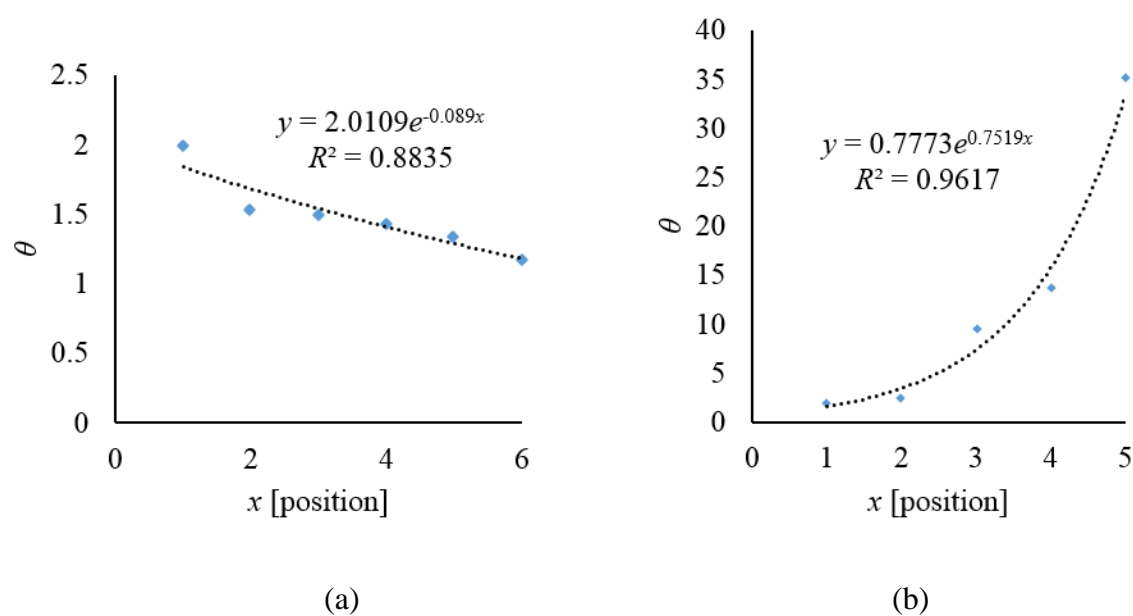 2.5
2
1.5
1
0.5
0
θ
y = 2.0109e^{-0.089x}
R² = 0.8835
0 2 4 6
x [position]
(a)
40
35
30
25
20
15
10
5
0
θ
y = 0.7773e^{0.7519x}
R² = 0.9617
0 1 2 3 4 5
x [position]
(b)